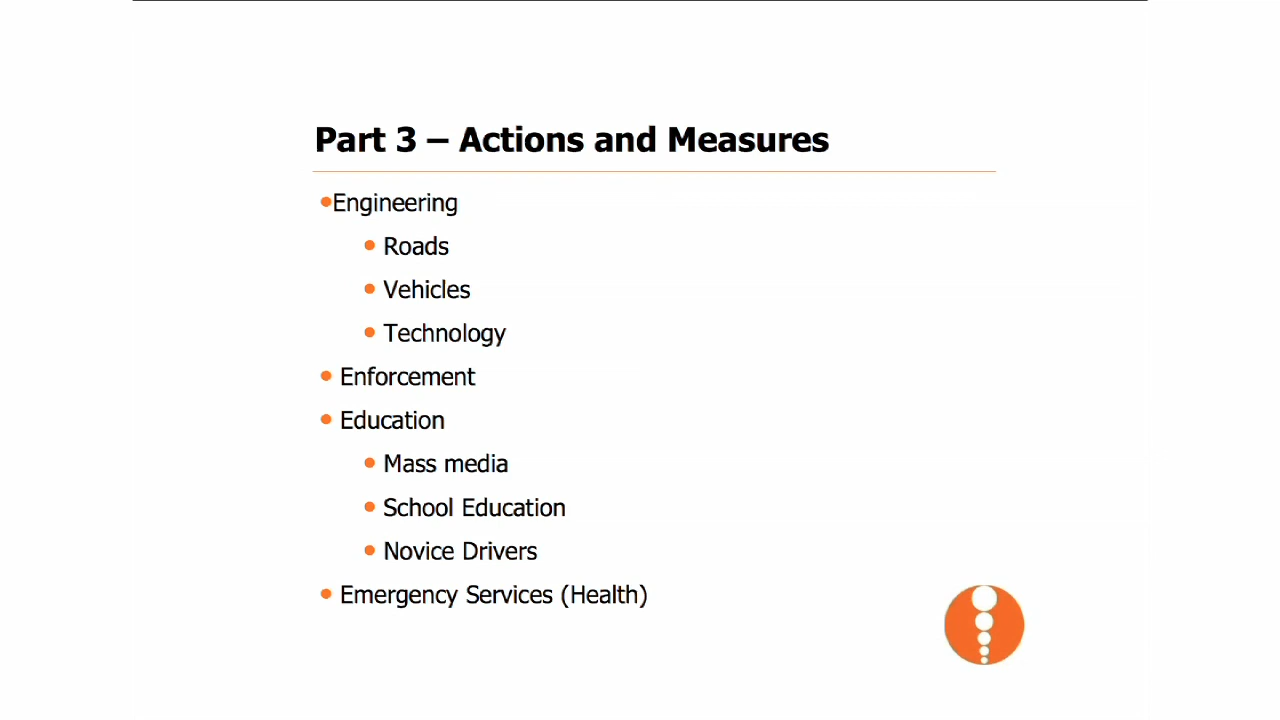 Part 3 – Actions and Measures
•Engineering
• Roads
• Vehicles
• Technology
• Enforcement
• Education
• Mass media
• School Education
• Novice Drivers
• Emergency Services (Health)